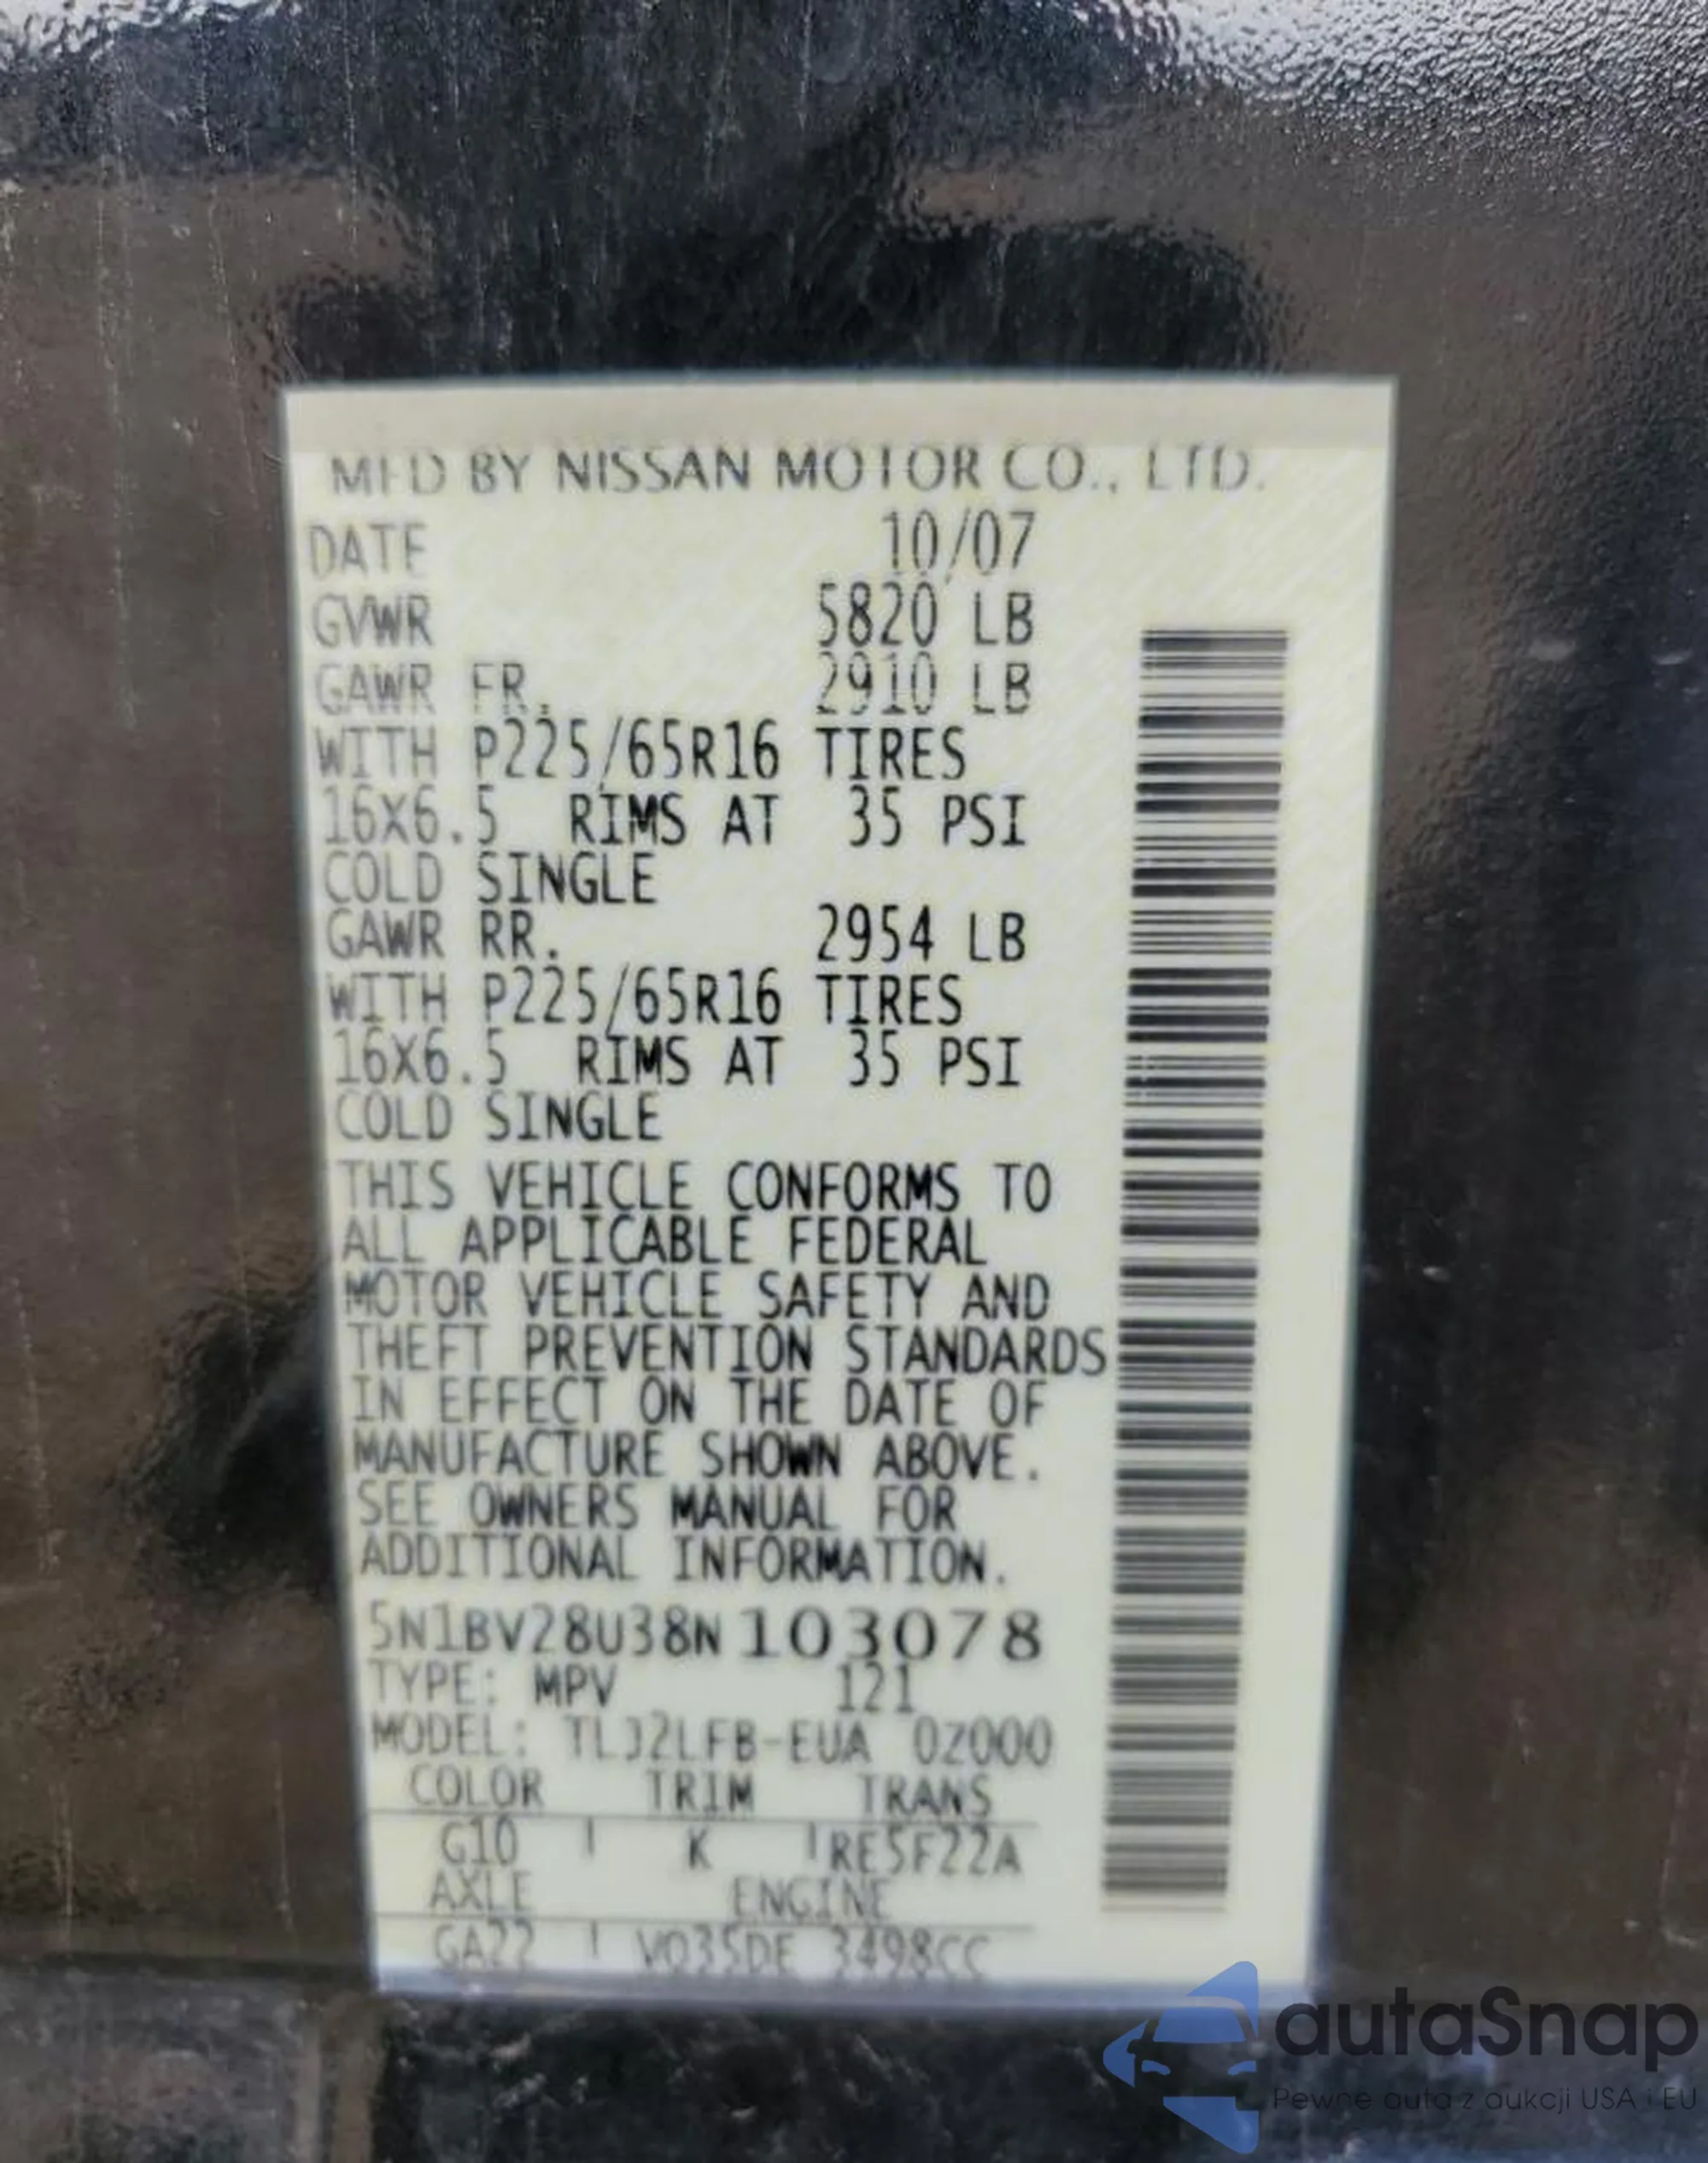 MFD BY NISSAN MOTOR CO., LTD.
DATE 10/07
GVWR 5820 LB
GAWR FR. 2910 LB
WITH P225/65R16 TIRES
16X6.5 RIMS AT 35 PSI
COLD SINGLE
GAWR RR. 2954 LB
WITH P225/65R16 TIRES
16X6.5 RIMS AT 35 PSI
COLD SINGLE
THIS VEHICLE CONFORMS TO
ALL APPLICABLE FEDERAL
MOTOR VEHICLE SAFETY AND
THEFT PREVENTION STANDARDS
IN EFFECT ON THE DATE OF
MANUFACTURE SHOWN ABOVE.
SEE OWNERS MANUAL FOR
ADDITIONAL INFORMATION.
5N1BV28U38N103078
TYPE: MPV 121
MODEL: TLJ2LFB-EUA 0Z000
COLOR TRIM TRANS
G10 K RE5F22A
AXLE ENGINE
GA22 VQ35DE 3498CC
autaSnap
Pewne auta z aukcji USA i EU